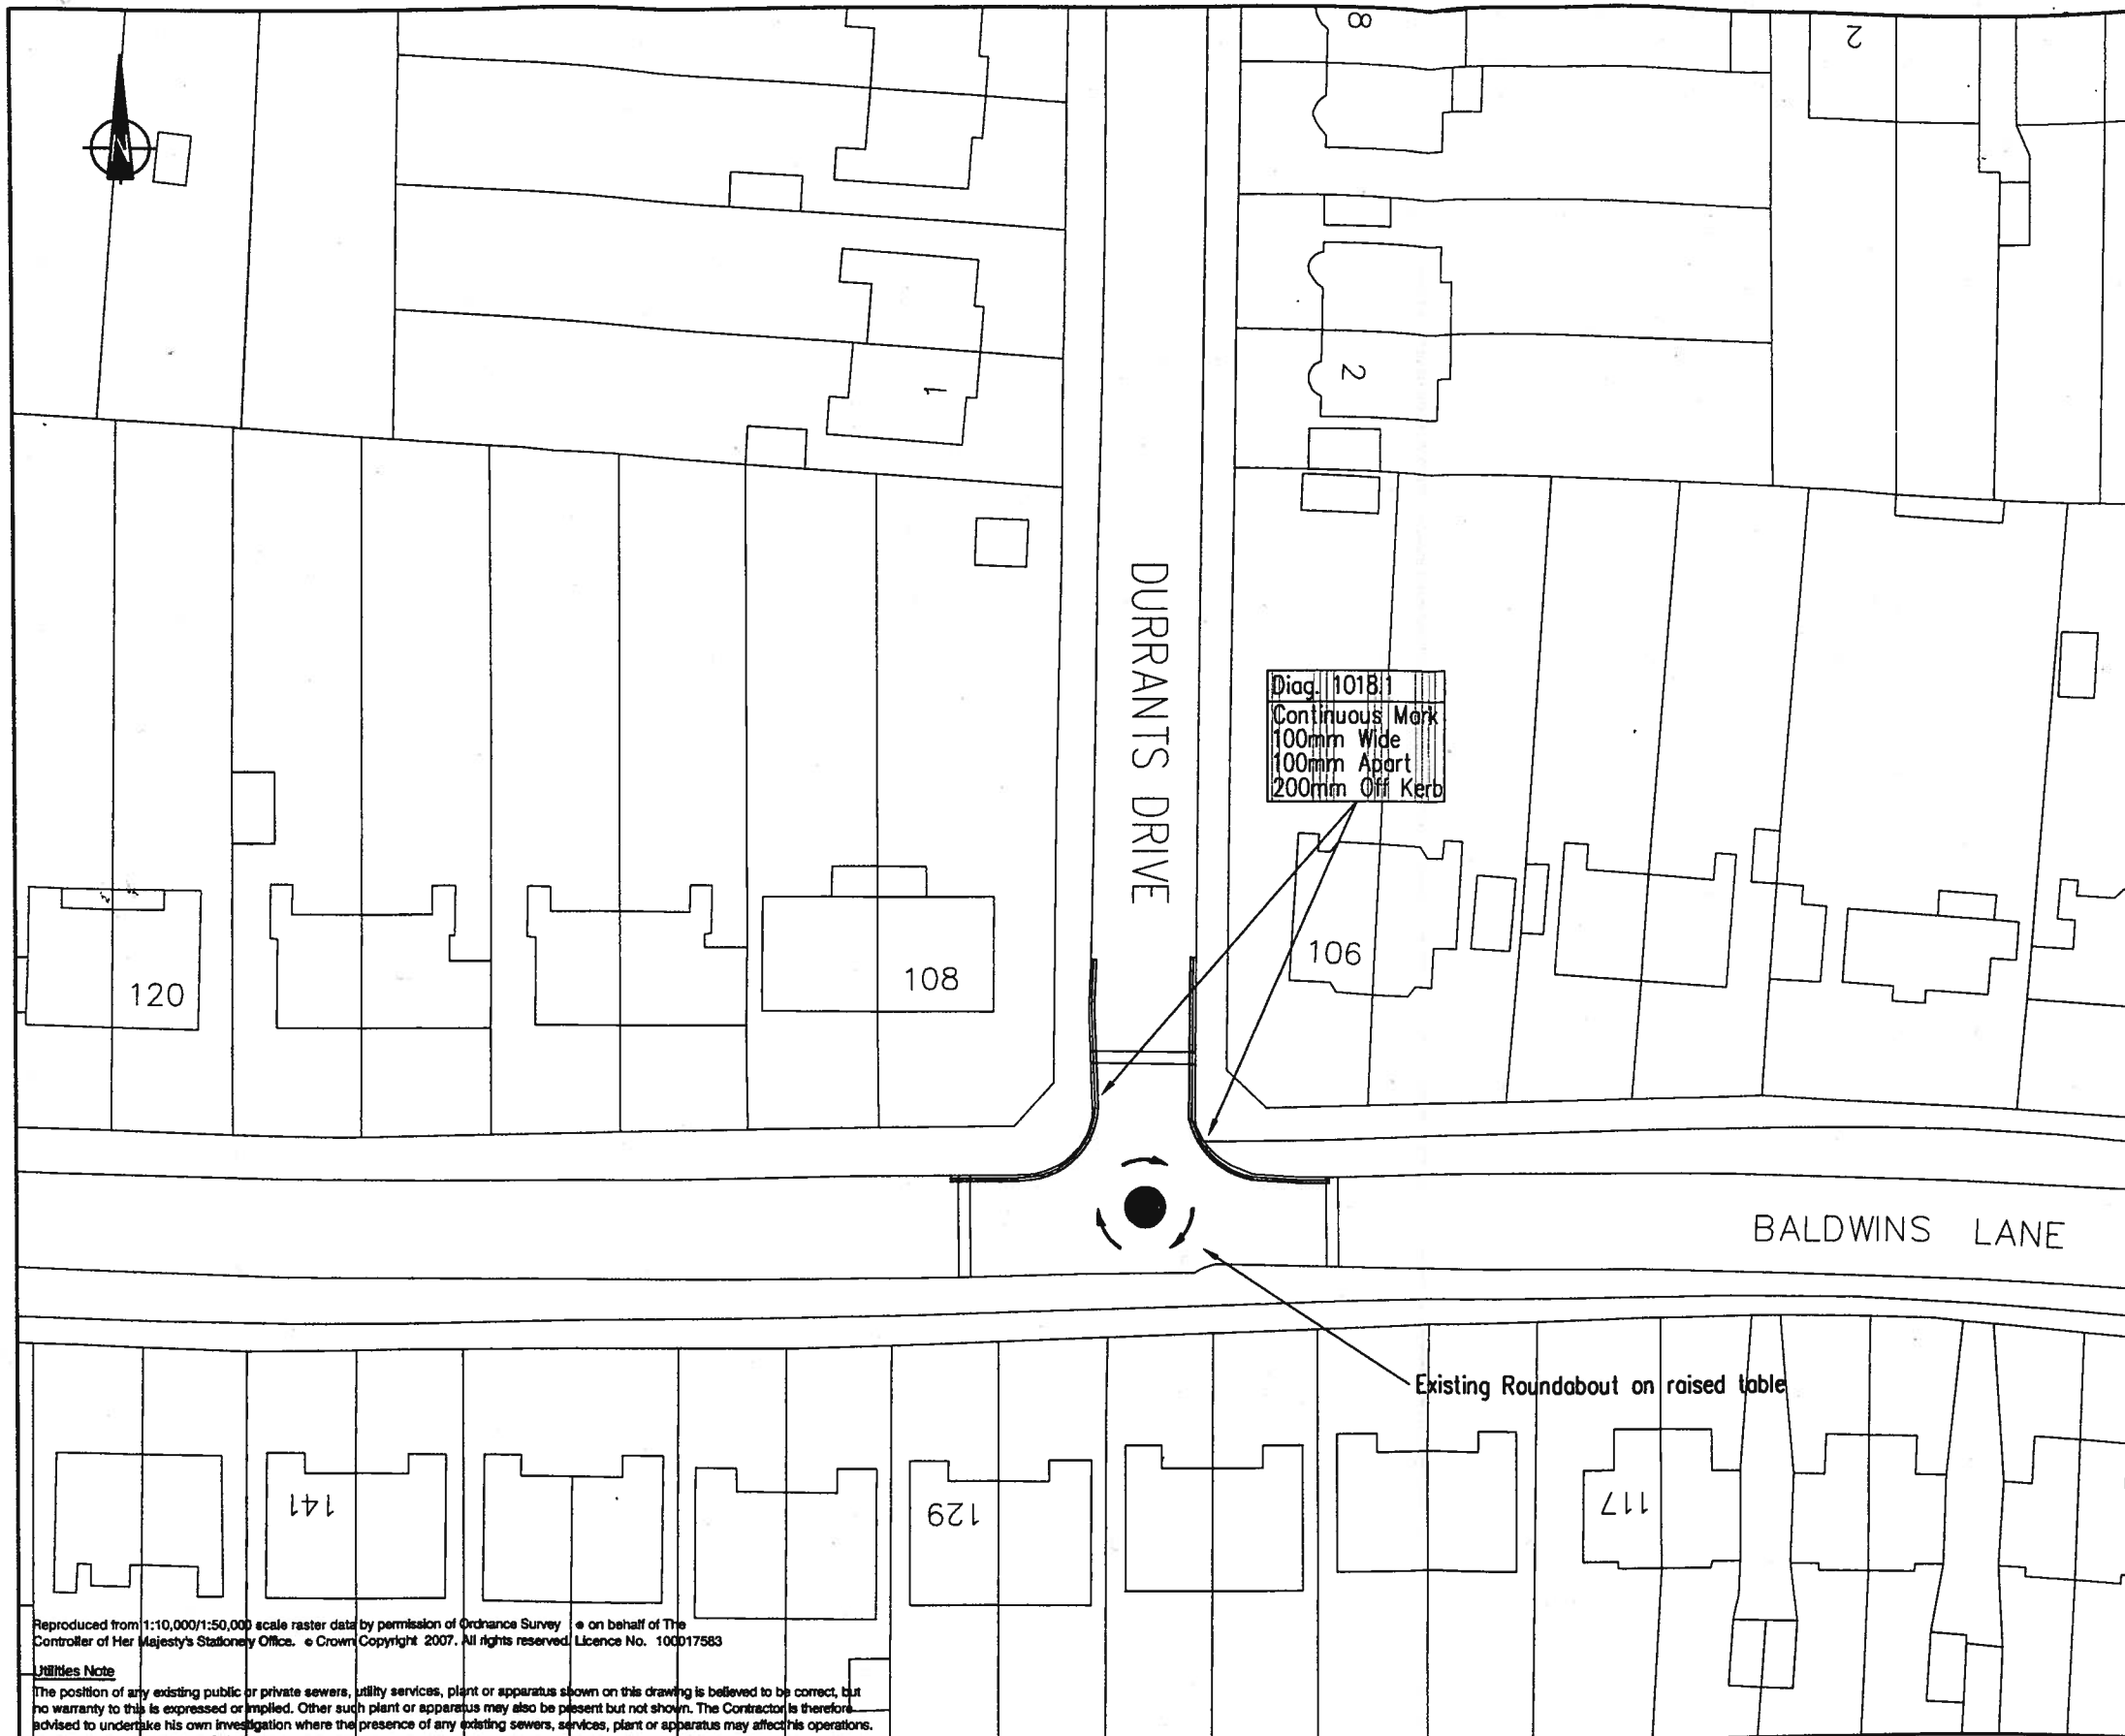 8
2
N
1
2
DURRANTS DRIVE
Diag. 1018.1
Continuous Mark
100mm Wide
100mm Apart
200mm Off Kerb
106
108
120
BALDWINS LANE
Existing Roundabout on raised table
141
129
117
Reproduced from 1:10,000/1:50,000 scale raster data by permission of Ordnance Survey © on behalf of The
Controller of Her Majesty's Stationery Office. © Crown Copyright 2007. All rights reserved. Licence No. 100017583
Utilities Note
The position of any existing public or private sewers, utility services, plant or apparatus shown on this drawing is believed to be correct, but
no warranty to this is expressed or implied. Other such plant or apparatus may also be present but not shown. The Contractor is therefore
advised to undertake his own investigation where the presence of any existing sewers, services, plant or apparatus may affect his operations.